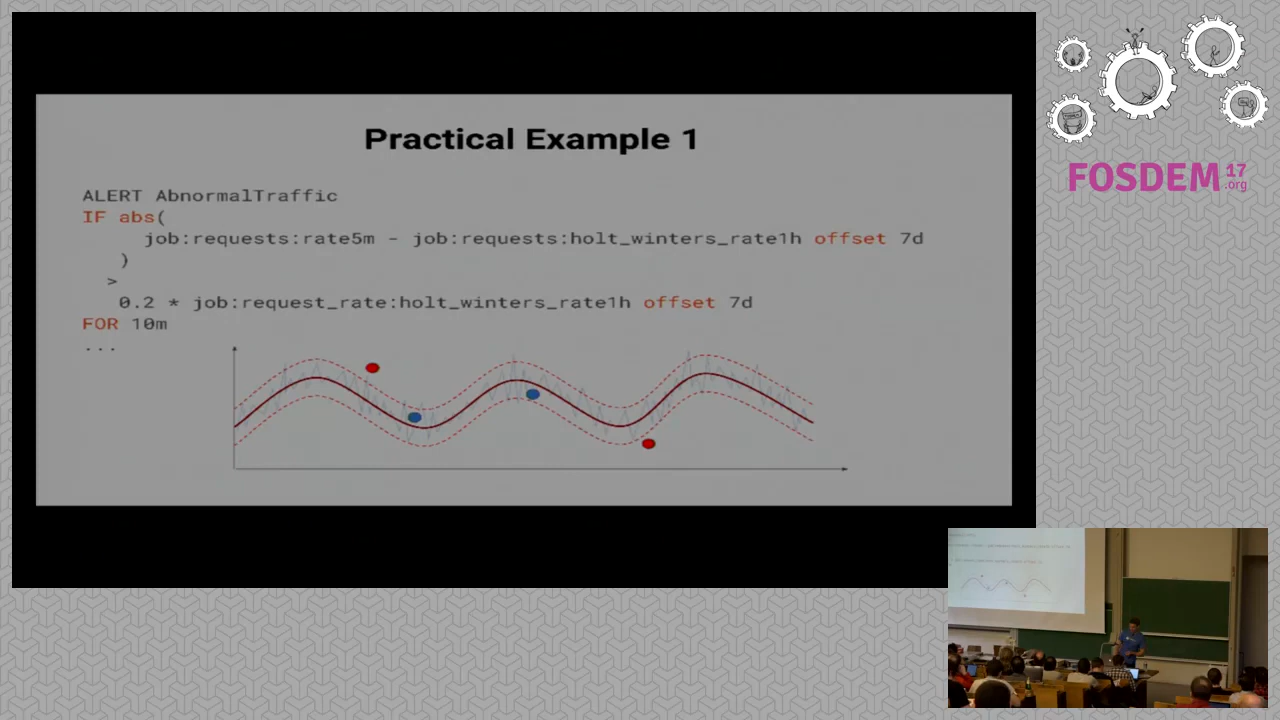 Practical Example 1
ALERT AbnormalTraffic
IF abs(
job:requests:rate5m - job:requests:holt_winters_rate1h offset 7d
)
>
0.2 * job:request_rate:holt_winters_rate1h offset 7d
FOR 10m
...
FOSDEM 17
.org